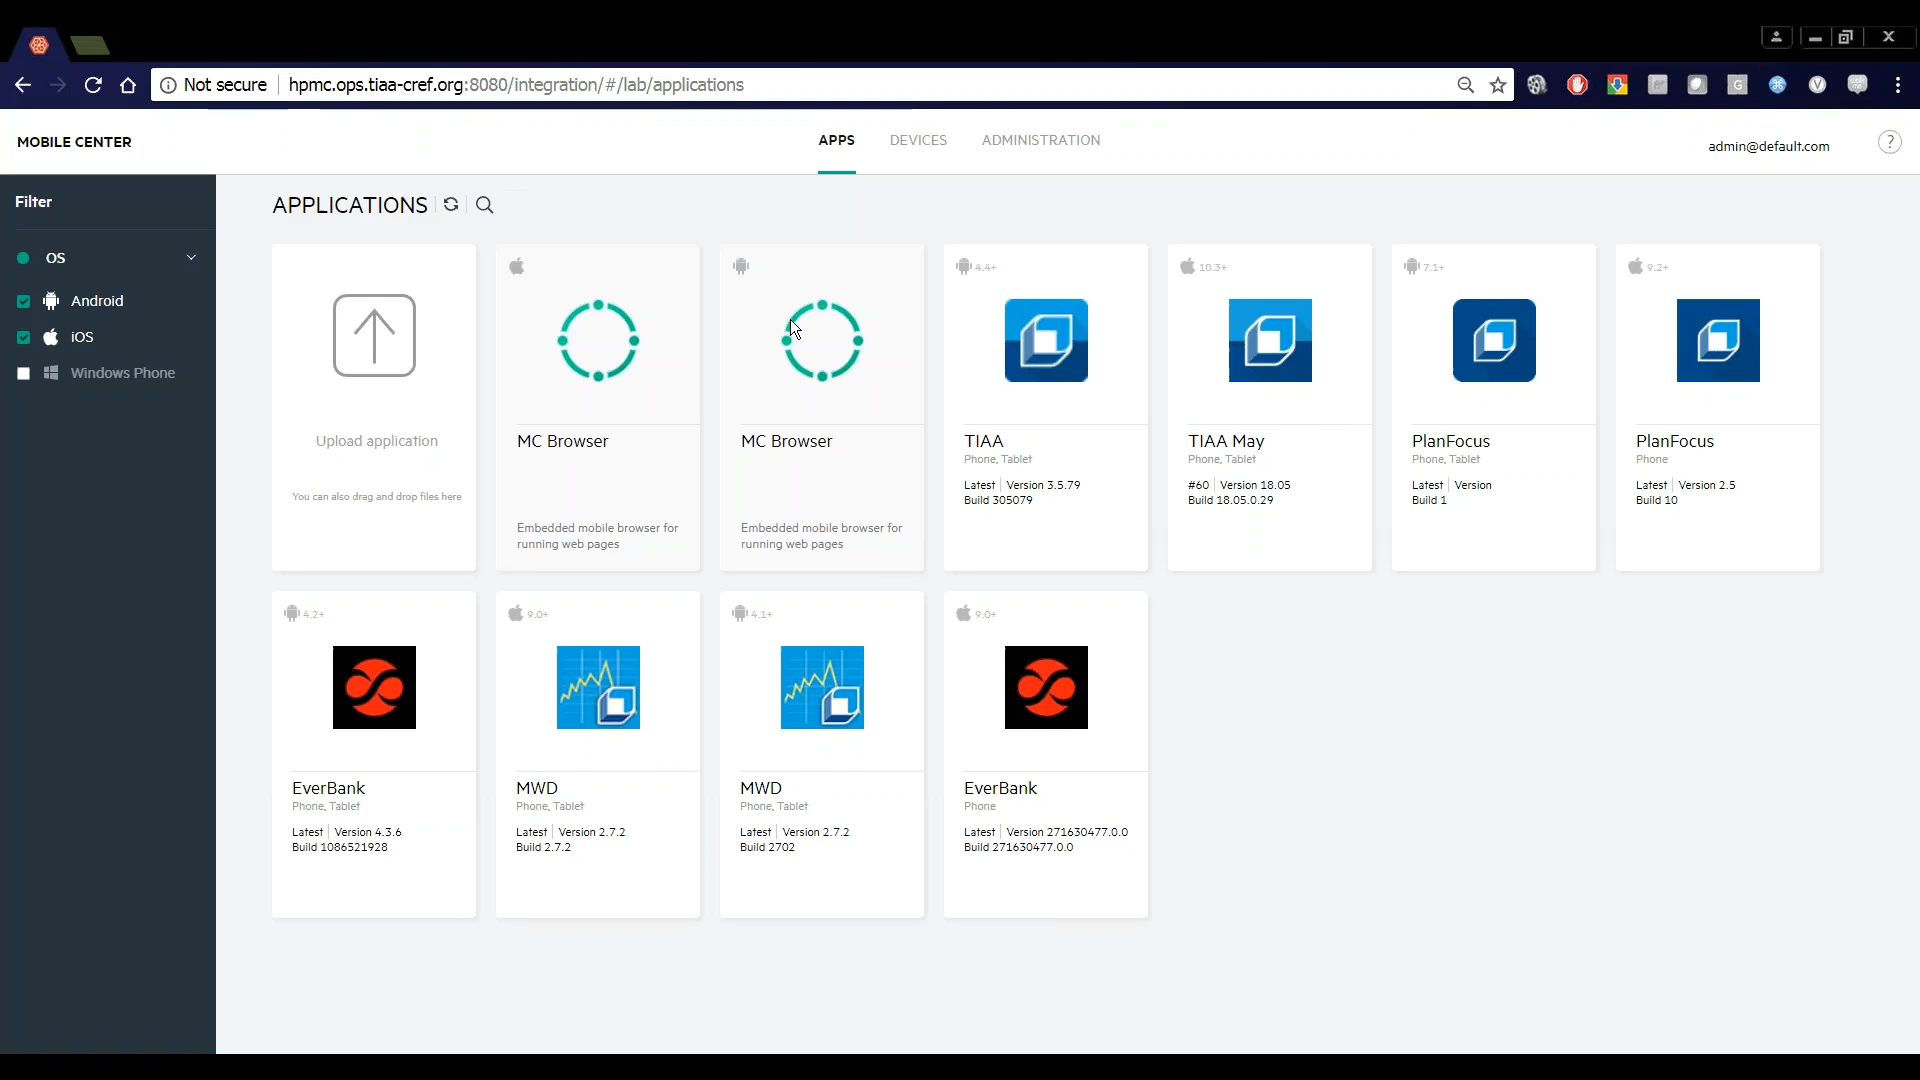 Not secure
hpmc.ops.tiaa-cref.org:8080/integration/#/lab/applications
MOBILE CENTER
APPS
DEVICES
ADMINISTRATION
admin@default.com
?
Filter
OS
Android
iOS
Windows Phone
APPLICATIONS
Upload application
You can also drag and drop files here
MC Browser
Embedded mobile browser for
running web pages
MC Browser
Embedded mobile browser for
running web pages
4.4+
TIAA
Phone, Tablet
Latest Version 3.5.79
Build 305079
10.3+
TIAA May
Phone, Tablet
#60 Version 18.05
Build 18.05.0.29
7.1+
PlanFocus
Phone, Tablet
Latest Version
Build 1
9.2+
PlanFocus
Phone
Latest Version 2.5
Build 10
4.2+
EverBank
Phone, Tablet
Latest Version 4.3.6
Build 1086521928
9.0+
MWD
Phone, Tablet
Latest Version 2.7.2
Build 2.7.2
4.1+
MWD
Phone, Tablet
Latest Version 2.7.2
Build 2702
9.0+
EverBank
Phone
Latest Version 271630477.0.0
Build 271630477.0.0